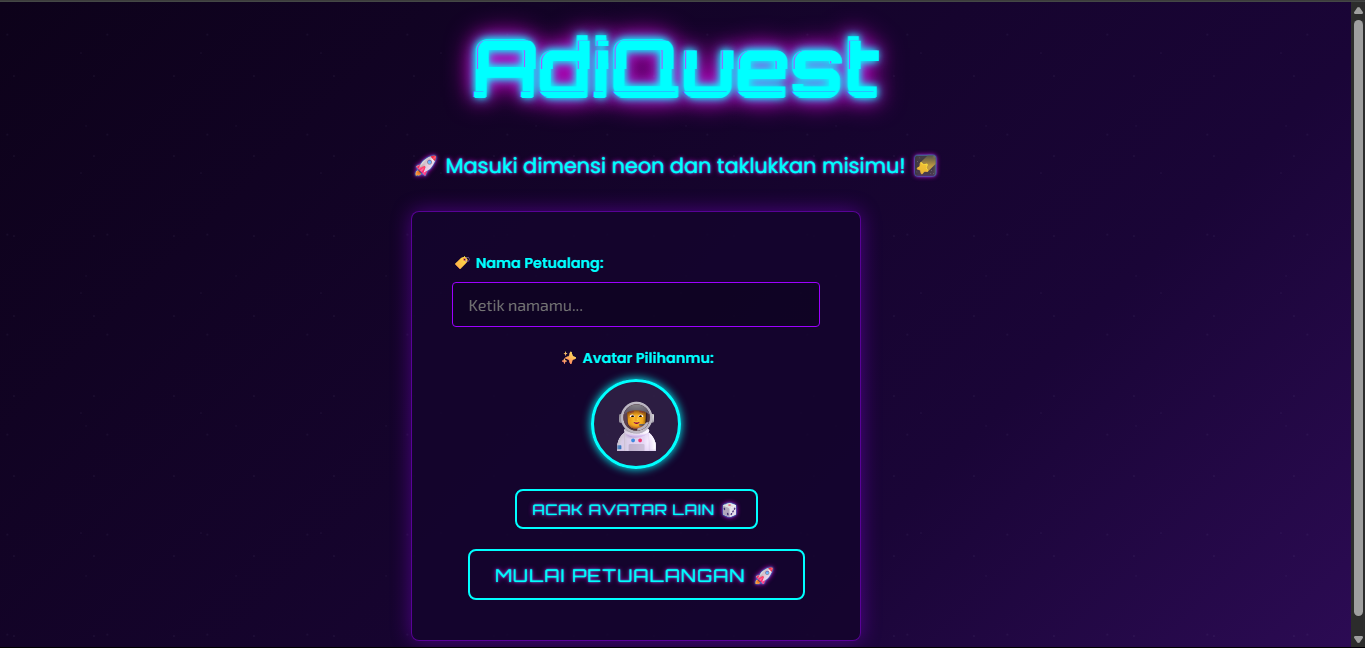 AdiQuest
🚀 Masuki dimensi neon dan taklukkan misimu! 🌠
🏷️ Nama Petualang:
Ketik namamu...
✨ Avatar Pilihanmu:
ACAK AVATAR LAIN 🎲
MULAI PETUALANGAN 🚀